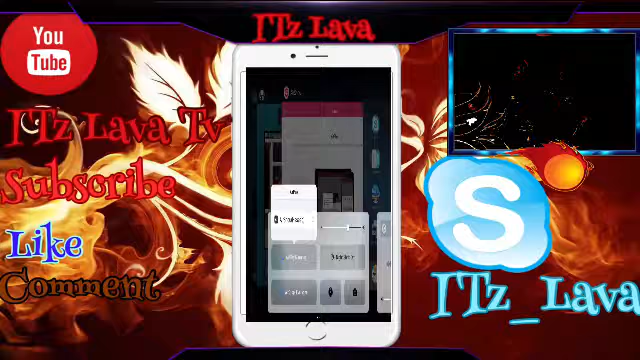 ITz Lava
You
Tube
ITz Lava Tv
Subscribe
Like
Comment
S
ITz_Lava